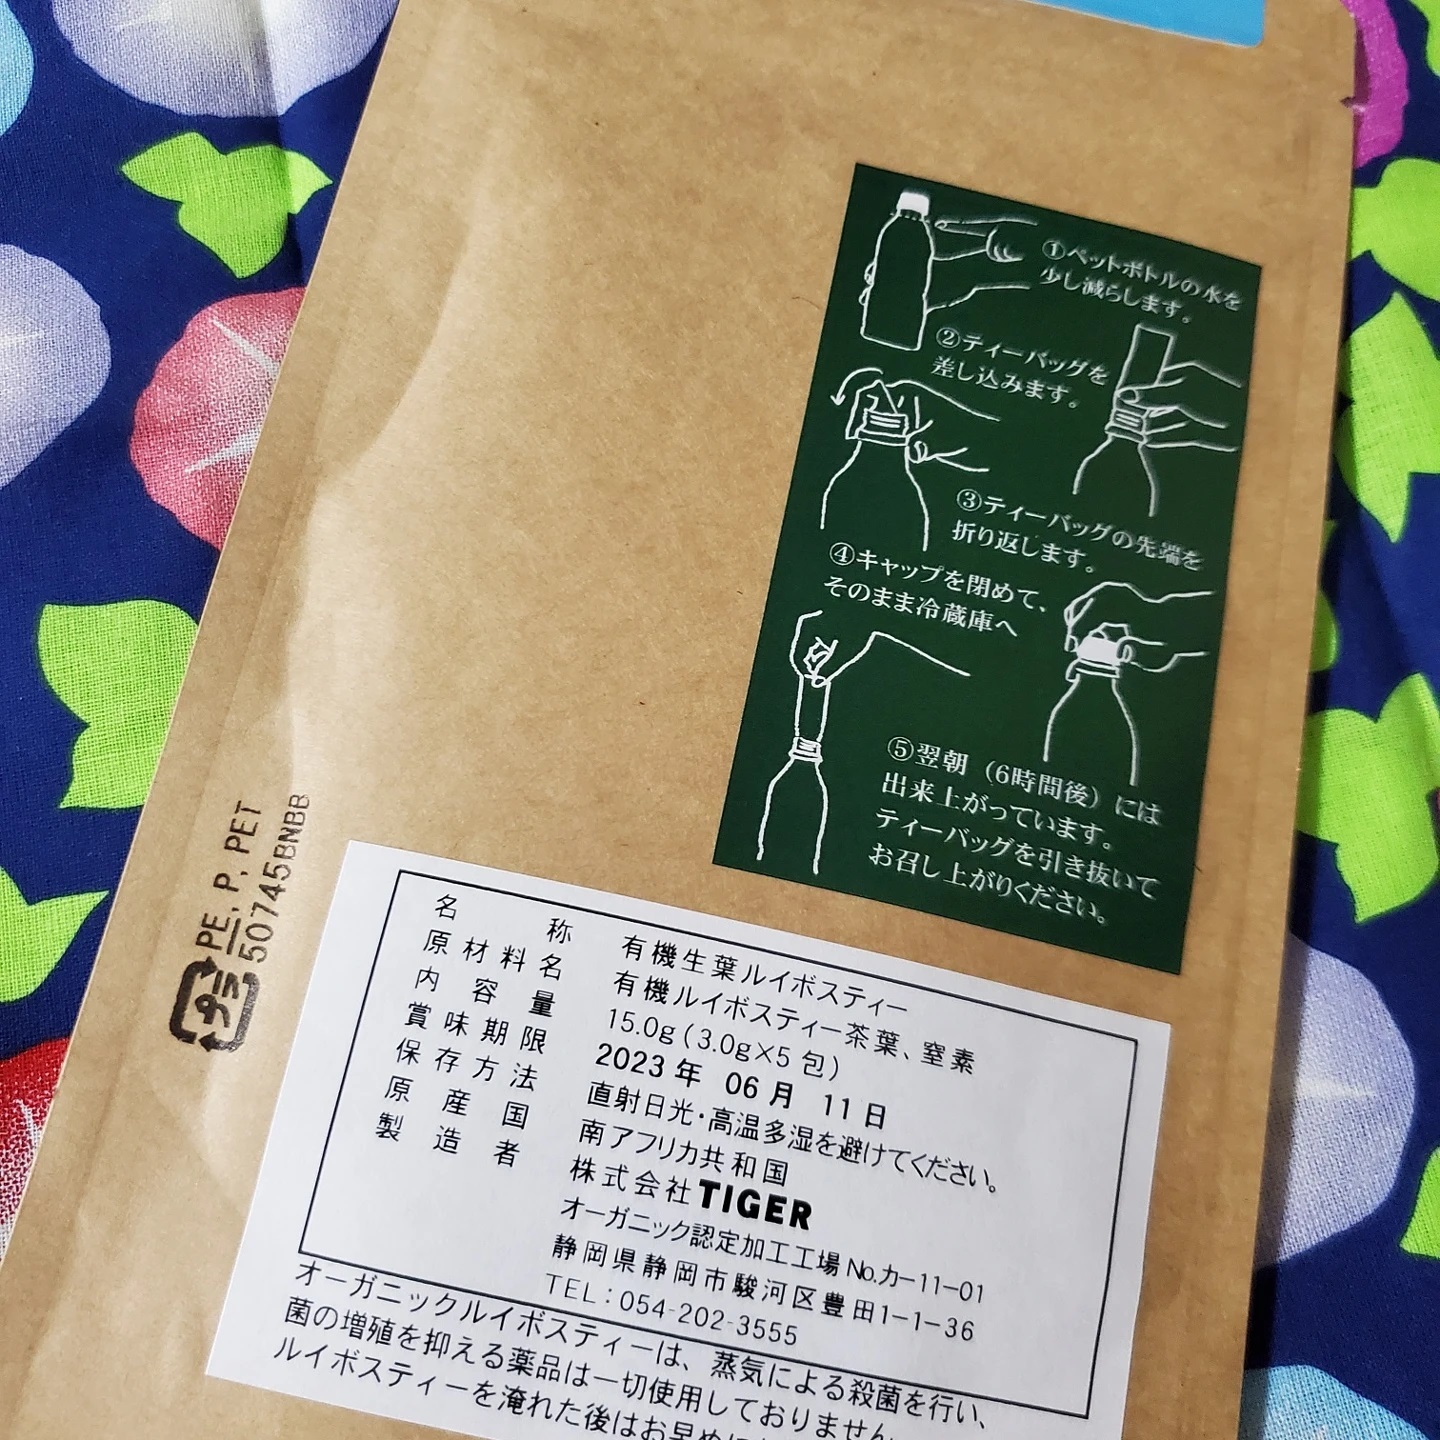 ①ペットボトルの水を
少し減らします。
②ティーバッグを
差し込みます。
③ティーバッグの先端を
折り返します。
④キャップを閉めて、
そのまま冷蔵庫へ
⑤翌朝（6時間後）には
出来上がっています。
ティーバッグを引き抜いて
お召し上がりください。
プラ
PE, P, PET
50745BNBB
名称 有機生葉ルイボスティー
原材料名 有機ルイボスティー茶葉、窒素
内容量 15.0g(3.0g×5包)
賞味期限 2023年 06月 11日
保存方法 直射日光・高温多湿を避けてください。
原産国 南アフリカ共和国
製造者 株式会社TIGER
オーガニック認定加工工場No.カー11ー01
静岡県静岡市駿河区豊田1ー1ー36
TEL：054-202-3555
オーガニックルイボスティーは、蒸気による殺菌を行い、
菌の増殖を抑える薬品は一切使用しておりません
ルイボスティーを淹れた後はお早めに